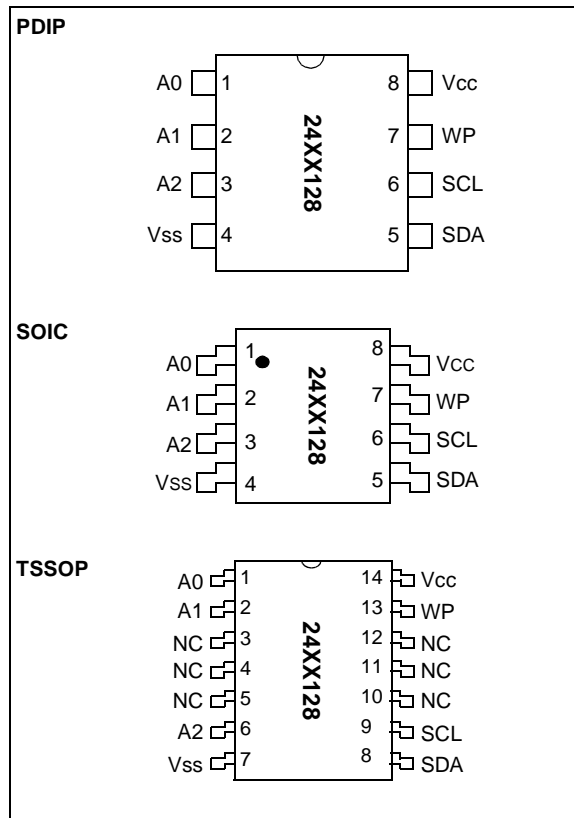 PDIP
A0 1 8 Vcc
A1 2 7 WP
A2 3 6 SCL
Vss 4 5 SDA
24XX128
SOIC
A0 1 8 Vcc
A1 2 7 WP
A2 3 6 SCL
Vss 4 5 SDA
24XX128
TSSOP
A0 1 14 Vcc
A1 2 13 WP
NC 3 12 NC
NC 4 11 NC
NC 5 10 NC
A2 6 9 SCL
Vss 7 8 SDA
24XX128